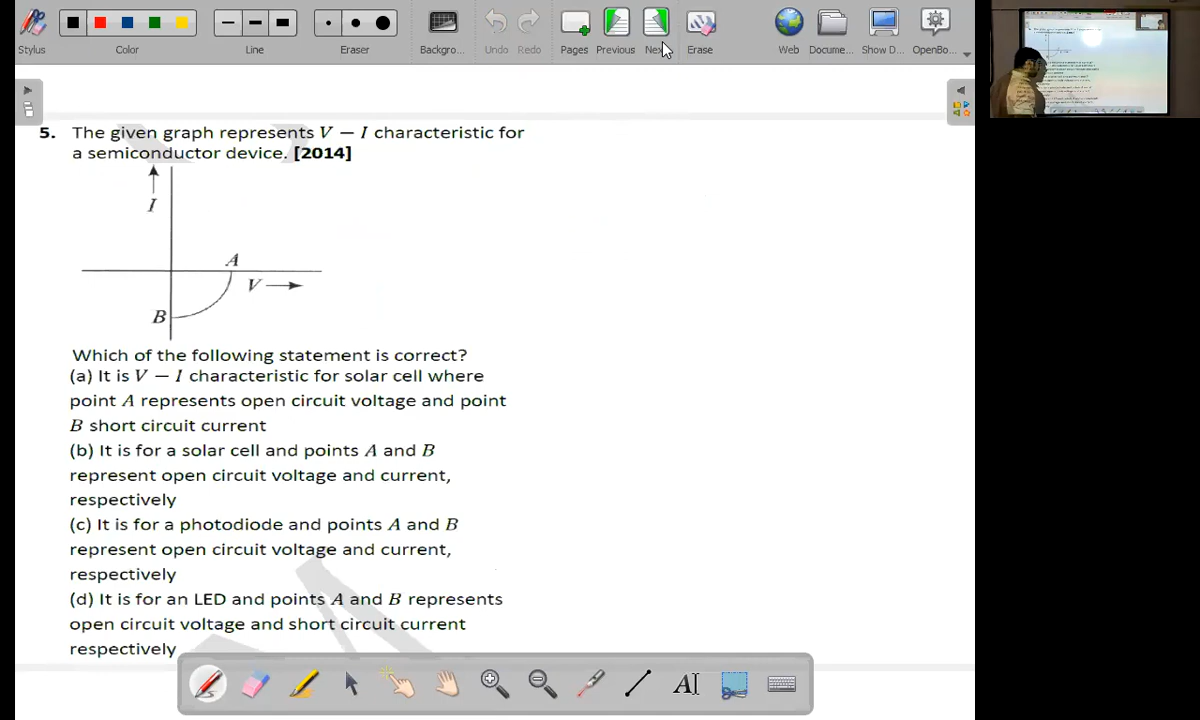 Stylus
Color
Line
Eraser
Backgro...
Undo
Redo
Pages
Previous
Next
Erase
Web
Docume...
Show D...
OpenBo...
5. The given graph represents V – I characteristic for
a semiconductor device. [2014]
I
A
V
B
Which of the following statement is correct?
(a) It is V – I characteristic for solar cell where
point A represents open circuit voltage and point
B short circuit current
(b) It is for a solar cell and points A and B
represent open circuit voltage and current,
respectively
(c) It is for a photodiode and points A and B
represent open circuit voltage and current,
respectively
(d) It is for an LED and points A and B represents
open circuit voltage and short circuit current
respectively